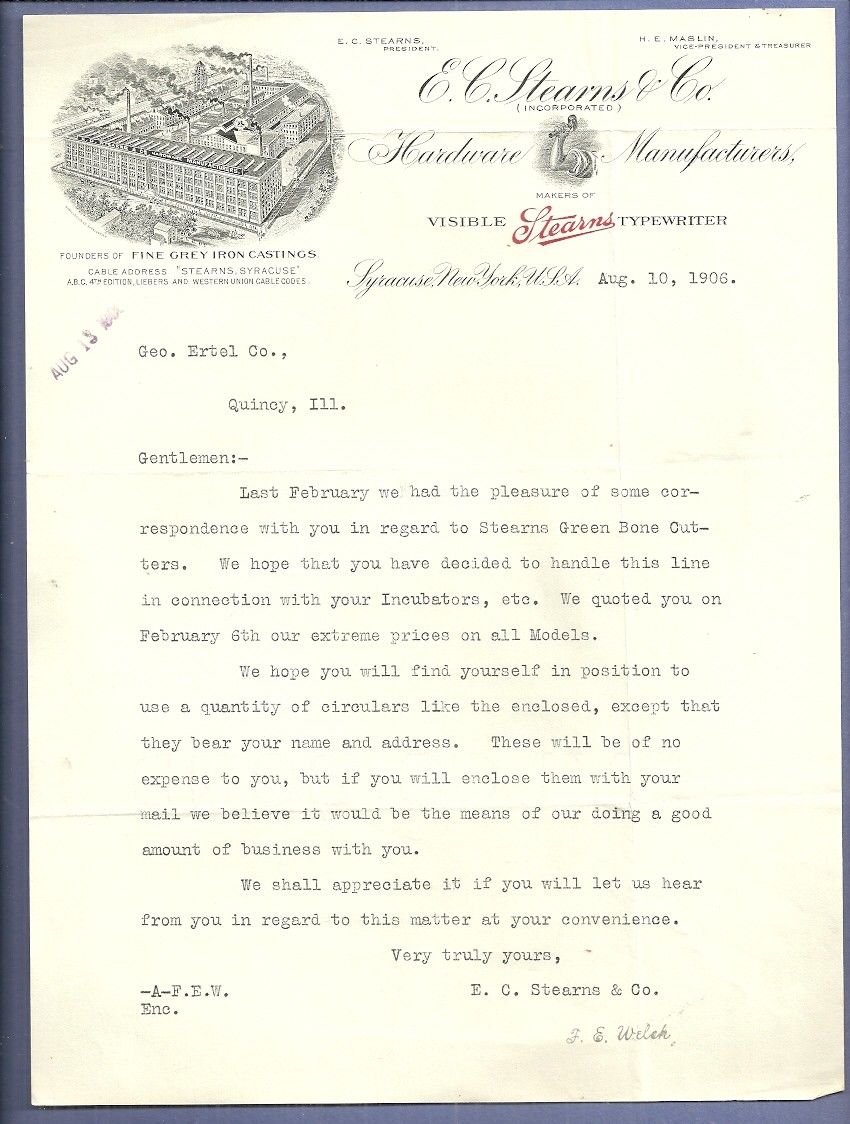 E. C. STEARNS,
PRESIDENT.
H. E. MASLIN,
VICE-PRESIDENT & TREASURER
E. C. Stearns & Co.
(INCORPORATED)
Hardware Manufacturers,
MAKERS OF
VISIBLE Stearns TYPEWRITER
FOUNDERS OF FINE GREY IRON CASTINGS
CABLE ADDRESS "STEARNS, SYRACUSE"
A.B.C. 4TH EDITION, LIEBERS AND WESTERN UNION CABLE CODES.
Syracuse, New York, U.S.A. Aug. 10, 1906.
AUG 13
Geo. Ertel Co.,
Quincy, Ill.
Gentlemen:-
Last February we had the pleasure of some cor-
respondence with you in regard to Stearns Green Bone Cut-
ters. We hope that you have decided to handle this line
in connection with your Incubators, etc. We quoted you on
February 6th our extreme prices on all Models.
We hope you will find yourself in position to
use a quantity of circulars like the enclosed, except that
they bear your name and address. These will be of no
expense to you, but if you will enclose them with your
mail we believe it would be the means of our doing a good
amount of business with you.
We shall appreciate it if you will let us hear
from you in regard to this matter at your convenience.
Very truly yours,
-A-F.E.W. E. C. Stearns & Co.
Enc.
F. E. Welsh